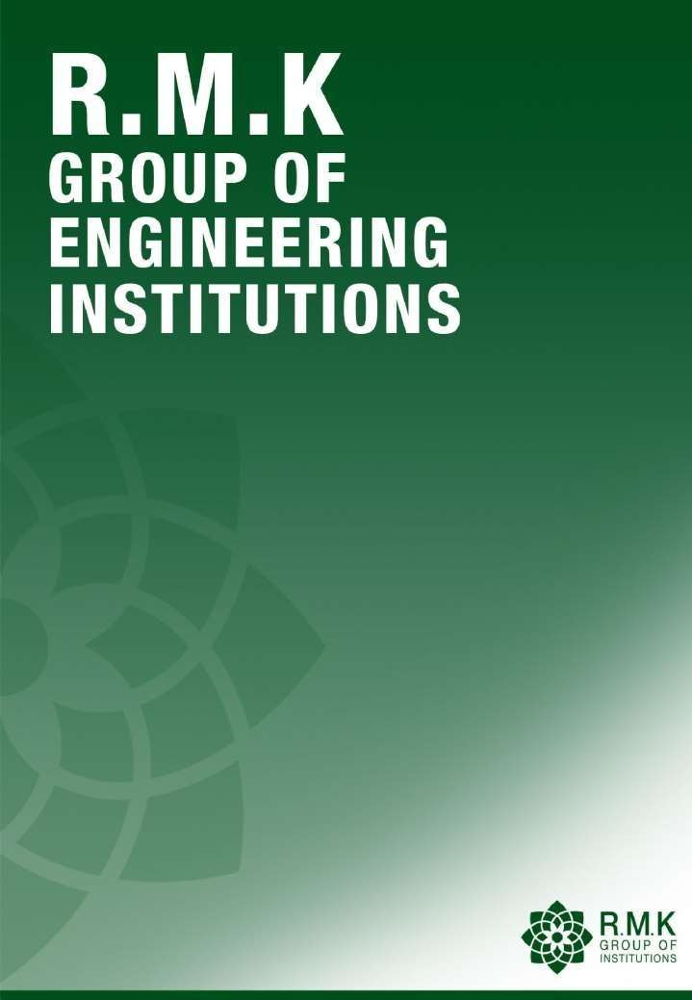 R.M.K
GROUP OF
ENGINEERING
INSTITUTIONS
R.M.K
GROUP OF
INSTITUTIONS